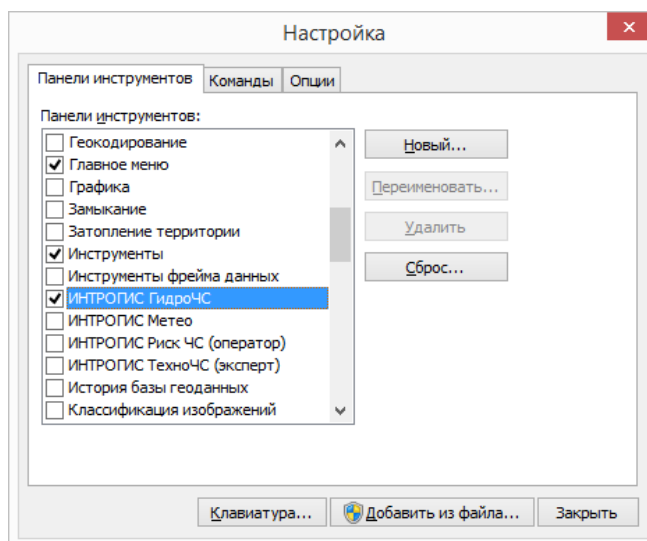 Настройка
Панели инструментов Команды Опции
Панели инструментов:
Геокодирование
Главное меню
Графика
Замыкание
Затопление территории
Инструменты
Инструменты фрейма данных
ИНТРОГИС ГидроЧС
ИНТРОГИС Метео
ИНТРОГИС Риск ЧС (оператор)
ИНТРОГИС ТехноЧС (эксперт)
История базы геоданных
Классификация изображений
Новый...
Переименовать...
Удалить
Сброс...
Клавиатура... Добавить из файла... Закрыть